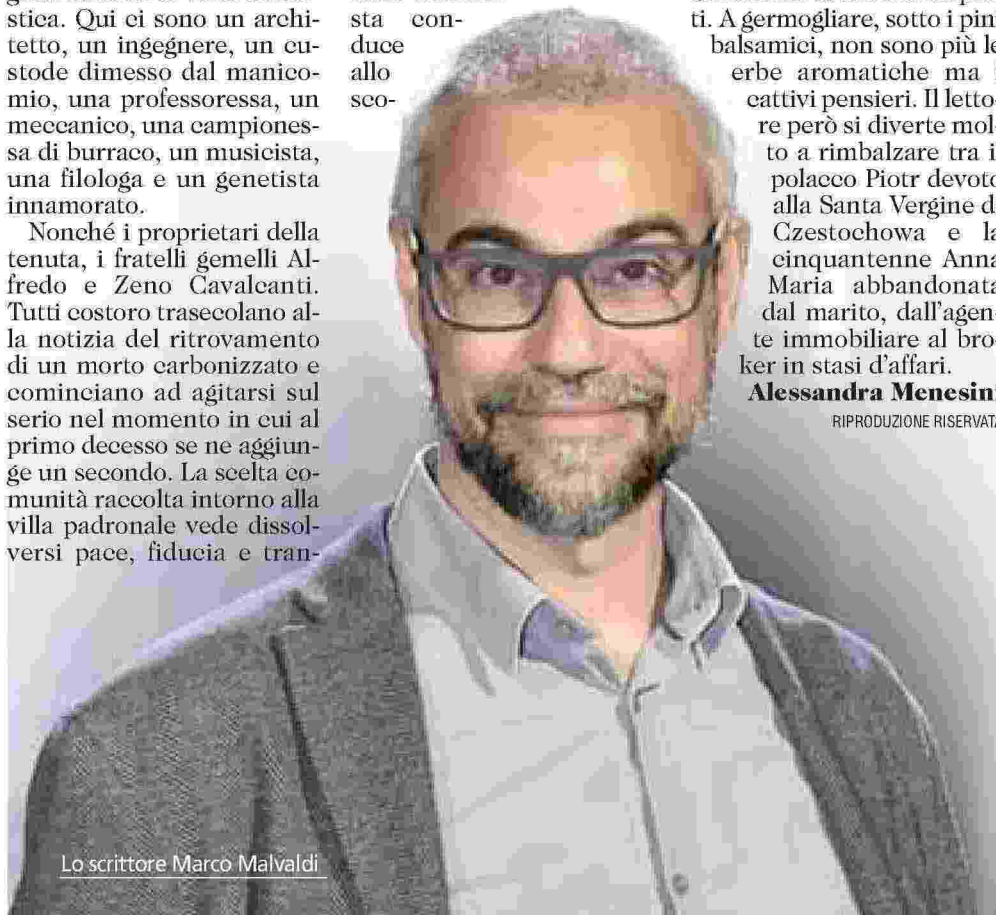 stica. Qui ci sono un archi-
tetto, un ingegnere, un cu-
stode dimesso dal manico-
mio, una professoressa, un
meccanico, una campiones-
sa di burraco, un musicista,
una filologa e un genetista
innamorato.
Nonché i proprietari della
tenuta, i fratelli gemelli Al-
fredo e Zeno Cavalcanti.
Tutti costoro trasecolano al-
la notizia del ritrovamento
di un morto carbonizzato e
cominciano ad agitarsi sul
serio nel momento in cui al
primo decesso se ne aggiun-
ge un secondo. La scelta co-
munità raccolta intorno alla
villa padronale vede dissol-
versi pace, fiducia e tran-
sta con-
duce
allo
sco-
ti. A germogliare, sotto i pini
balsamici, non sono più le
erbe aromatiche ma i
cattivi pensieri. Il letto-
re però si diverte mol-
to a rimbalzare tra il
polacco Piotr devoto
alla Santa Vergine di
Czestochowa e la
cinquantenne Anna
Maria abbandonata
dal marito, dall'agen-
te immobiliare al bro-
ker in stasi d'affari.
Alessandra Menesini
RIPRODUZIONE RISERVATA
Lo scrittore Marco Malvaldi